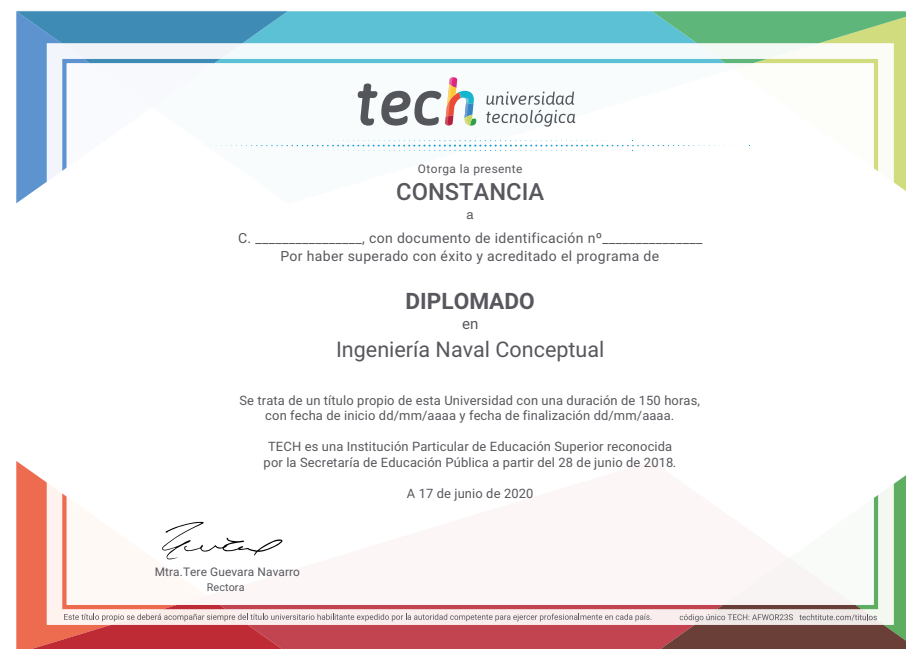 tech universidad
tecnológica
Otorga la presente
CONSTANCIA
a
C. ________________, con documento de identificación nº_______________
Por haber superado con éxito y acreditado el programa de
DIPLOMADO
en
Ingeniería Naval Conceptual
Se trata de un título propio de esta Universidad con una duración de 150 horas,
con fecha de inicio dd/mm/aaaa y fecha de finalización dd/mm/aaaa.
TECH es una Institución Particular de Educación Superior reconocida
por la Secretaría de Educación Pública a partir del 28 de junio de 2018.
A 17 de junio de 2020
Mtra.Tere Guevara Navarro
Rectora
Este título propio se deberá acompañar siempre del título universitario habilitante expedido por la autoridad competente para ejercer profesionalmente en cada país. código único TECH: AFWOR23S techtitute.com/titulos